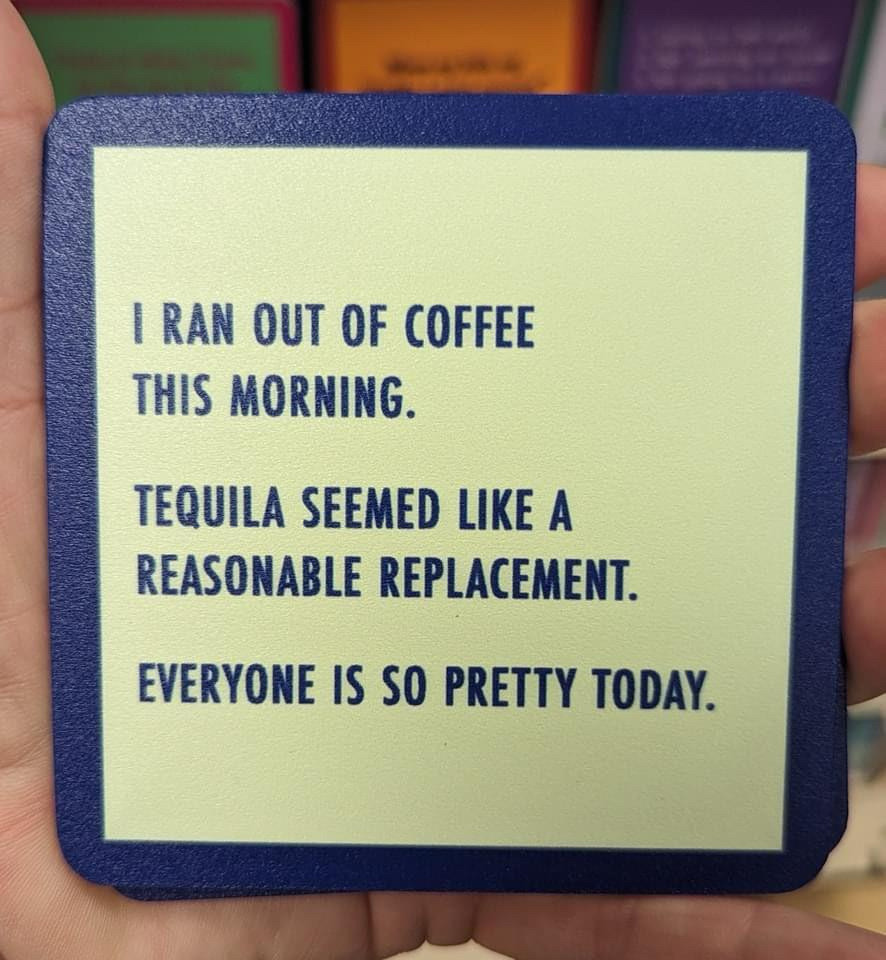 I RAN OUT OF COFFEE
THIS MORNING.
TEQUILA SEEMED LIKE A
REASONABLE REPLACEMENT.
EVERYONE IS SO PRETTY TODAY.